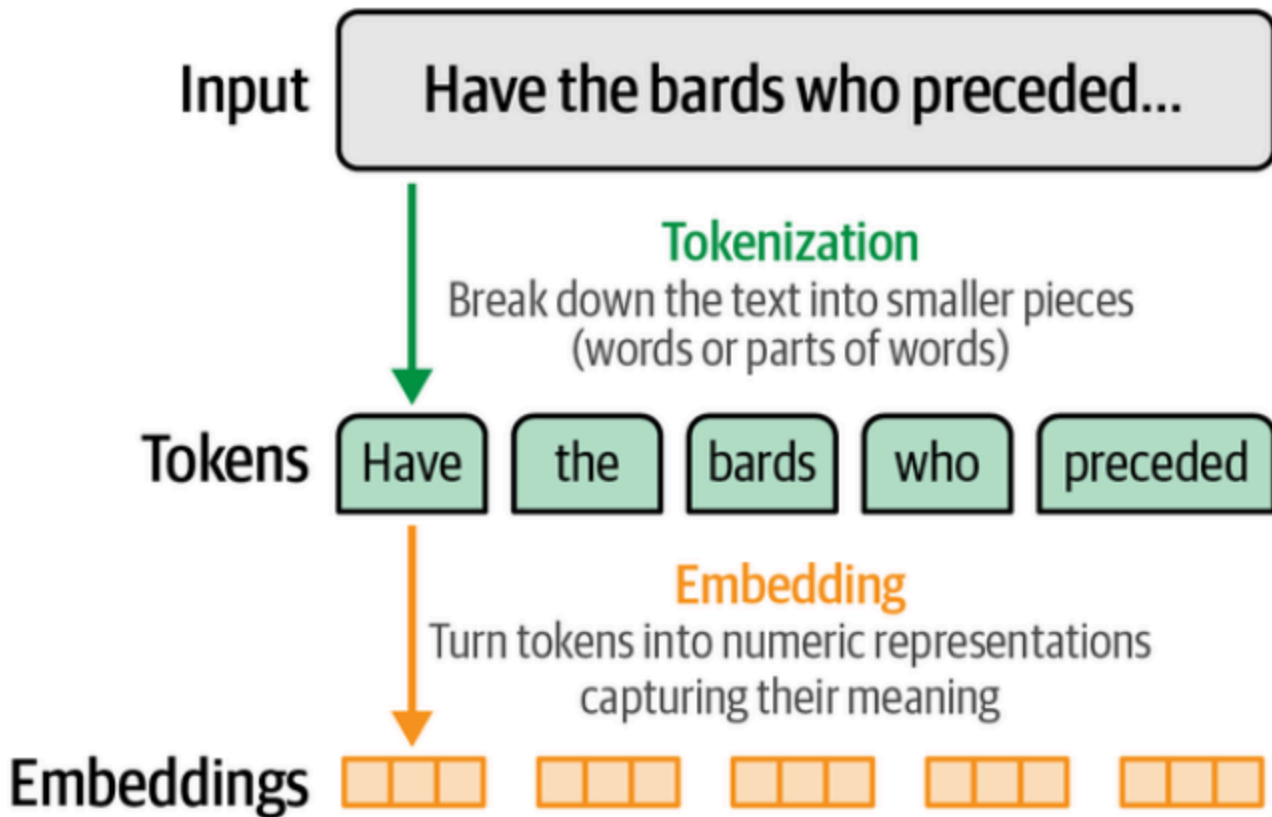 Input
Have the bards who preceded...
Tokenization
Break down the text into smaller pieces
(words or parts of words)
Tokens
Have the bards who preceded
Embedding
Turn tokens into numeric representations
capturing their meaning
Embeddings